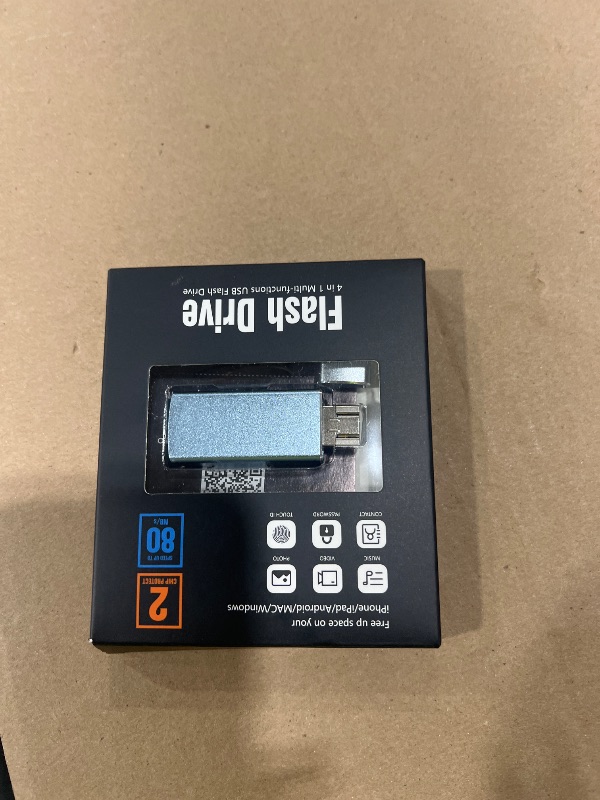 Free up space on your
iPhone/iPad/Android/MAC/Windows
MUSIC
VIDEO
PHOTO
CONTACT
PASSWORD
TOUCH ID
2
CHIP PROTECT
SPEED UP TO
80
MB/s
4 in 1 Multi-functions USB Flash Drive
Flash Drive